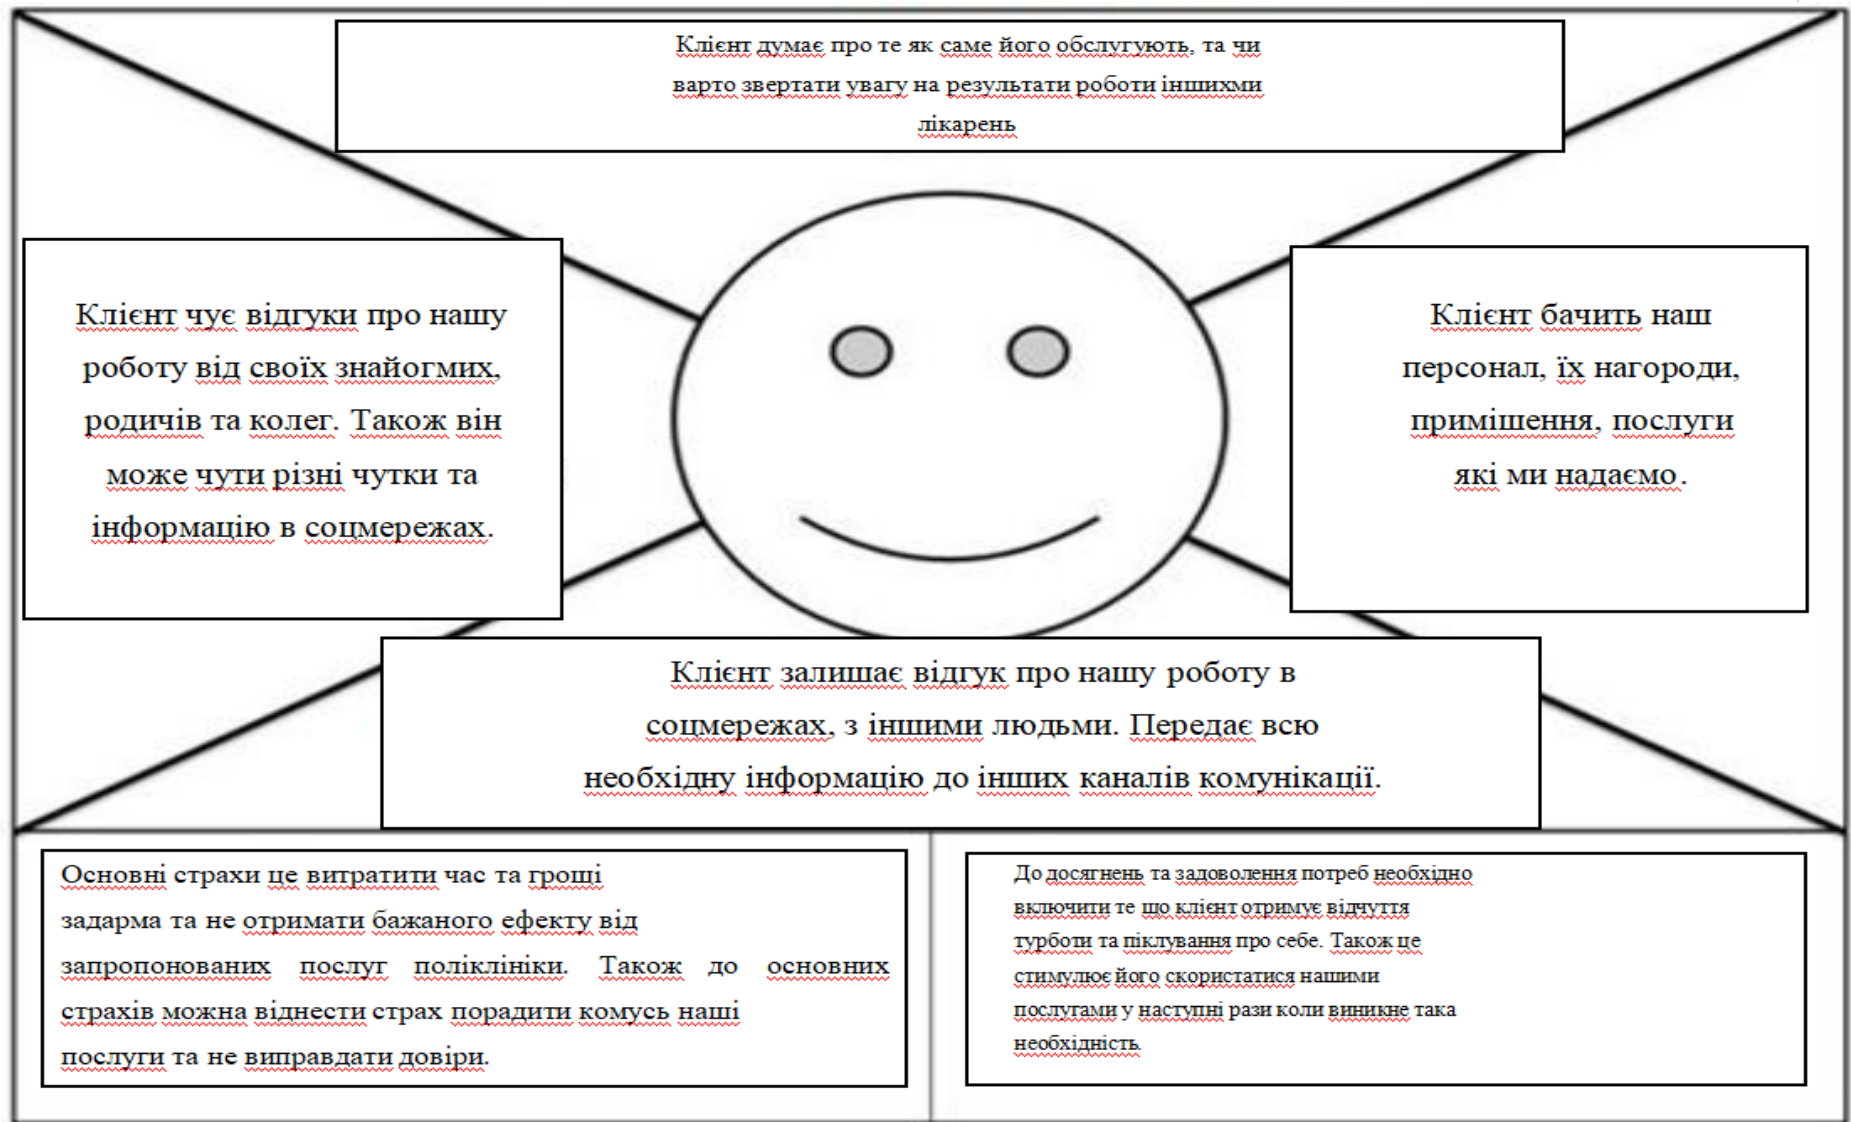 Клієнт думає про те як саме його обслугують, та чи
варто звертати увагу на результати роботи іншихми
лікарень
Клієнт чує відгуки про нашу
роботу від своїх знайогмих,
родичів та колег. Також він
може чути різні чутки та
інформацію в соцмережах.
Клієнт бачить наш
персонал, їх нагороди,
примішення, послуги
які ми надаємо.
Клієнт залишає відгук про нашу роботу в
соцмережах, з іншими людьми. Передає всю
необхідну інформацію до інших каналів комунікації.
Основні страхи це витратити час та грощі
задарма та не отримати бажаного ефекту від
запропонованих послуг поліклініки. Також до основних
страхів можна віднести страх порадити комусь наші
послуги та не виправдати довіри.
До досягнень та задоволення потреб необхідно
включити те що клієнт отримує відчуття
турботи та піклування про себе. Також це
стимулює його скористатися нашими
послугами у наступні рази коли виникне така
необхідність.